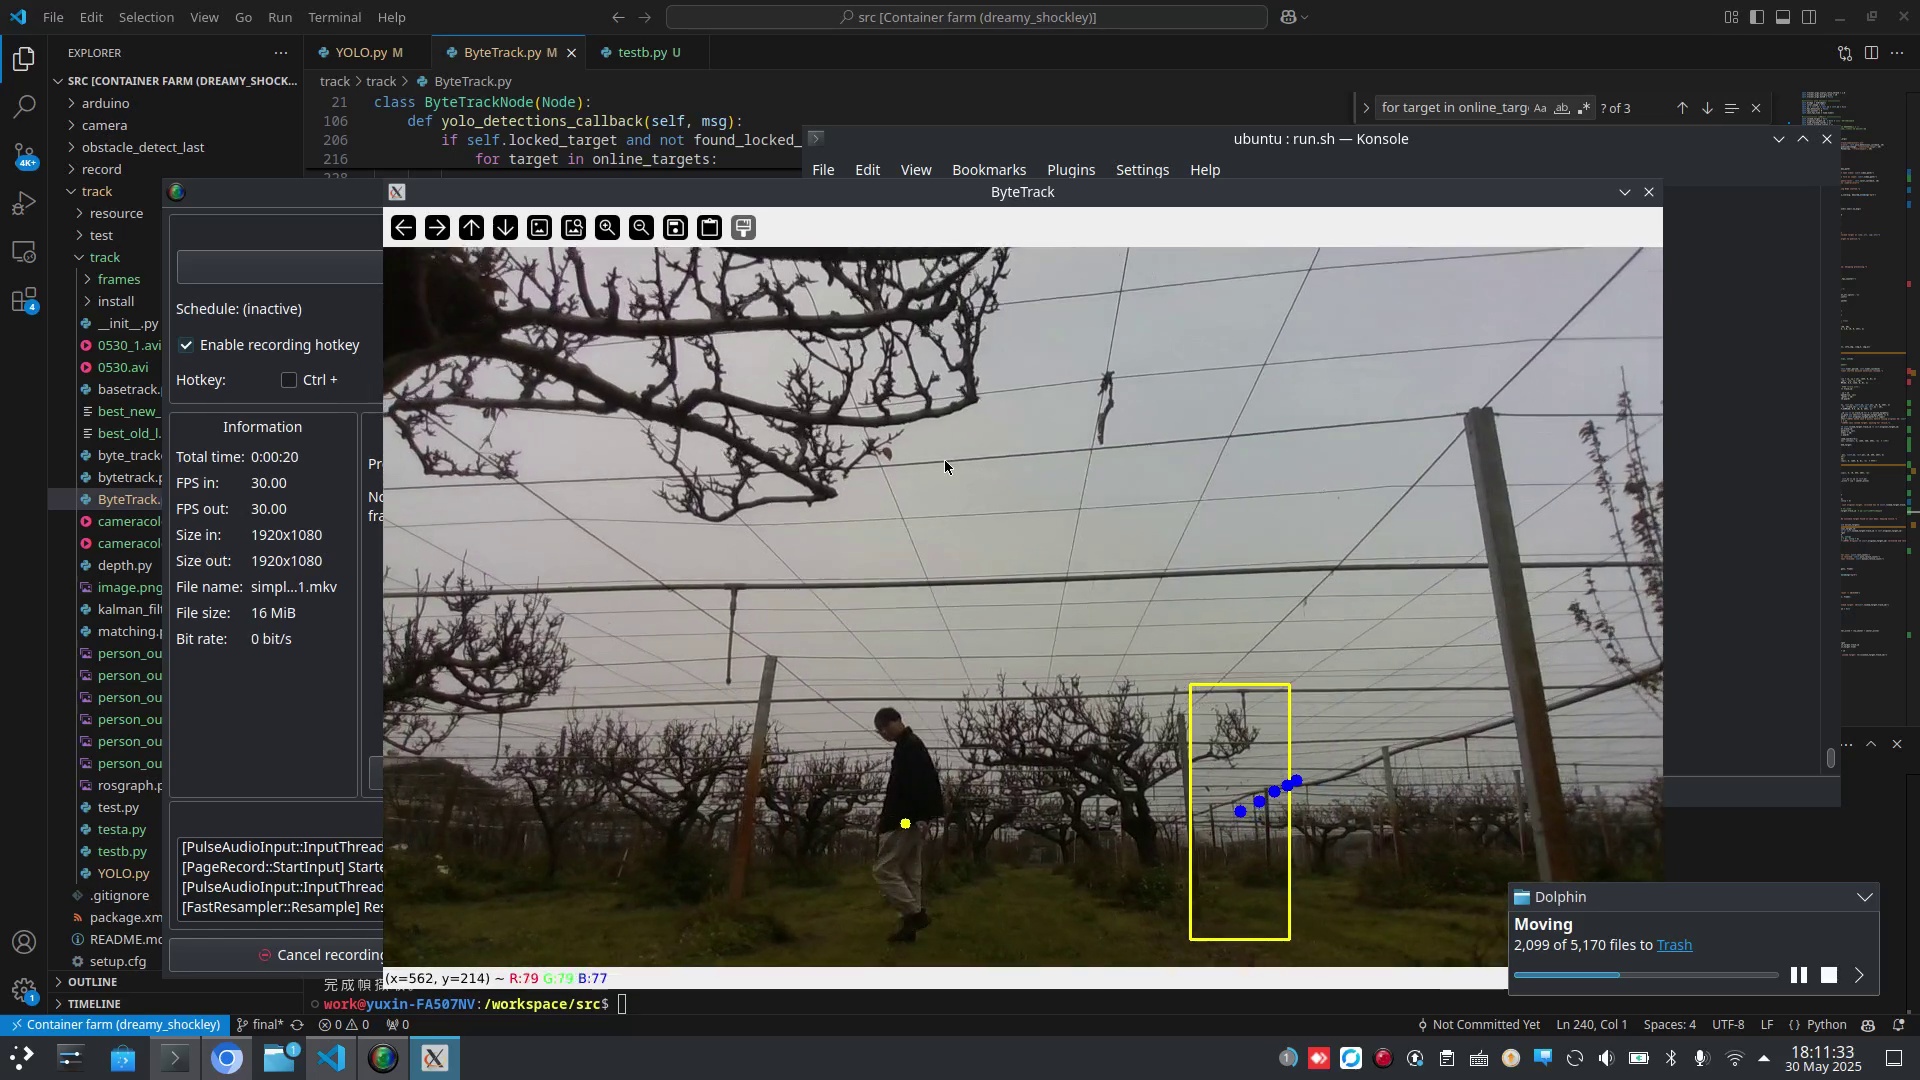 File Edit Selection View Go Run Terminal Help
src [Container farm (dreamy_shockley)]
EXPLORER
YOLO.py M
ByteTrack.py M
testb.py U
SRC [CONTAINER FARM (DREAMY_SHOCK...
track > track > ByteTrack.py
arduino
camera
obstacle_detect_last
record
track
resource
test
track
frames
install
__init__.py
0530_1.avi
0530.avi
basetrack.
best_new_
best_old_l.
byte_track
bytetrack.p
ByteTrack.
cameracol
cameracol
depth.py
image.png
kalman_filt
matching.p
person_ou
person_ou
person_ou
person_ou
person_ou
person_ou
rosgraph.p
test.py
testa.py
testb.py
YOLO.py
.gitignore
package.xm
README.md
setup.cfg
OUTLINE
TIMELINE
4K+
4
1
21 class ByteTrackNode(Node):
106 def yolo_detections_callback(self, msg):
206 if self.locked_target and not found_locked_
216 for target in online_targets:
for target in online_targ
Aa ab
? of 3
ubuntu : run.sh — Konsole
File Edit View Bookmarks Plugins Settings Help
ByteTrack
Schedule: (inactive)
Enable recording hotkey
Hotkey: Ctrl +
Information
Total time: 0:00:20
FPS in: 30.00
FPS out: 30.00
Size in: 1920x1080
Size out: 1920x1080
File name: simpl...1.mkv
File size: 16 MiB
Bit rate: 0 bit/s
Pr
No
fra
[PulseAudioInput::InputThread
[PageRecord::StartInput] Starte
[PulseAudioInput::InputThread
[FastResampler::Resample] Res
Cancel recording
(x=562, y=214) ~ R:79 G:79 B:77
work@yuxin-FA507NV:/workspace/src$
Dolphin
Moving
2,099 of 5,170 files to Trash
Container farm (dreamy_shockley) final* 0 0 0
Not Committed Yet Ln 240, Col 1 Spaces: 4 UTF-8 LF {} Python
1
1
18:11:33
30 May 2025